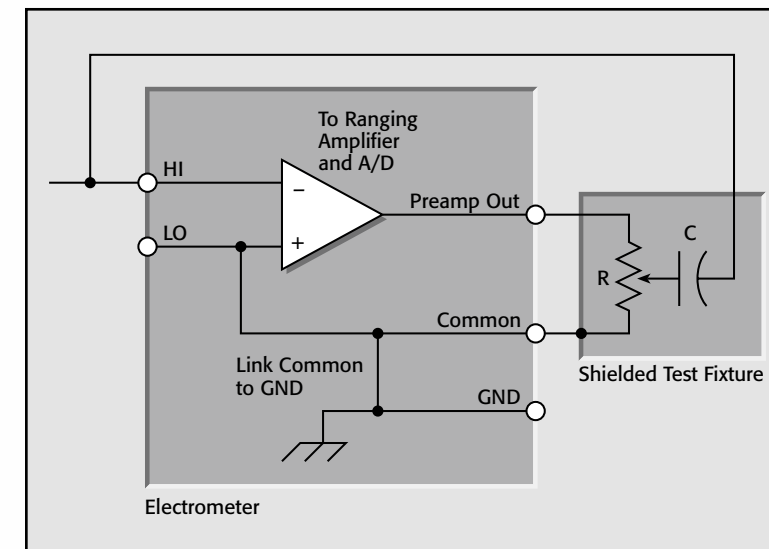 To Ranging
Amplifier
and A/D
HI
–
Preamp Out
C
LO
+
R
Common
Link Common
to GND
Shielded Test Fixture
GND
Electrometer